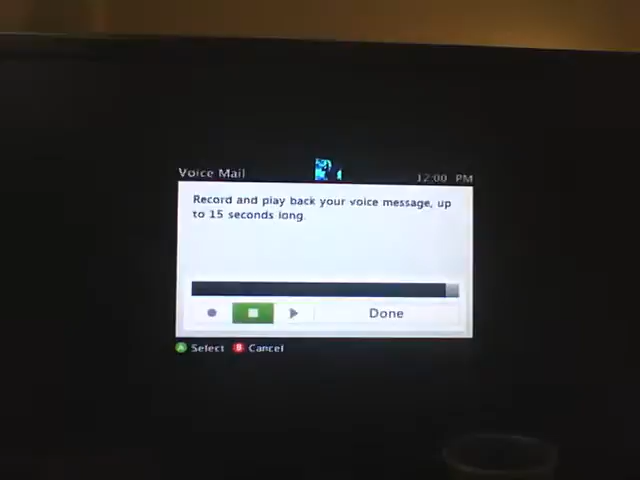 Voice Mail
12:00 PM
Record and play back your voice message, up
to 15 seconds long.
Done
A Select B Cancel